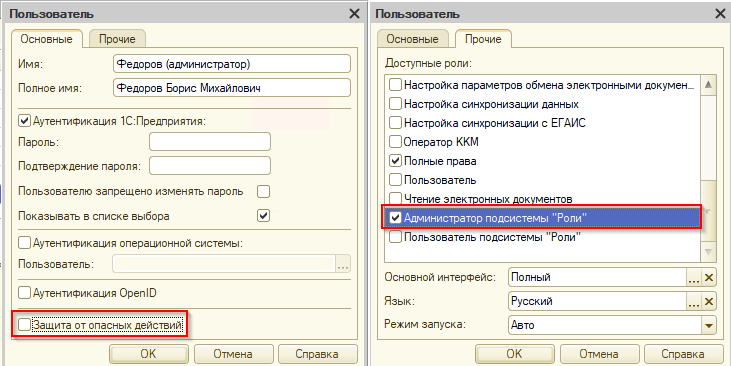 Пользователь
Основные
Прочие
Имя:
Федоров (администратор)
Полное имя:
Федоров Борис Михайлович
Аутентификация 1С:Предприятия:
Пароль:
Подтверждение пароля:
Пользователю запрещено изменять пароль
Показывать в списке выбора
Аутентификация операционной системы:
Пользователь:
...
Аутентификация OpenID
Защита от опасных действий
OK
Отмена
Справка
Пользователь
Основные
Прочие
Доступные роли:
Настройка параметров обмена электронными докумен...
Настройка синхронизации данных
Настройка синхронизации с ЕГАИС
Оператор ККМ
Полные права
Пользователь
Чтение электронных документов
Администратор подсистемы "Роли"
Пользователь подсистемы "Роли"
Основной интерфейс:
Полный
...
Язык:
Русский
...
Режим запуска:
Авто
OK
Отмена
Справка